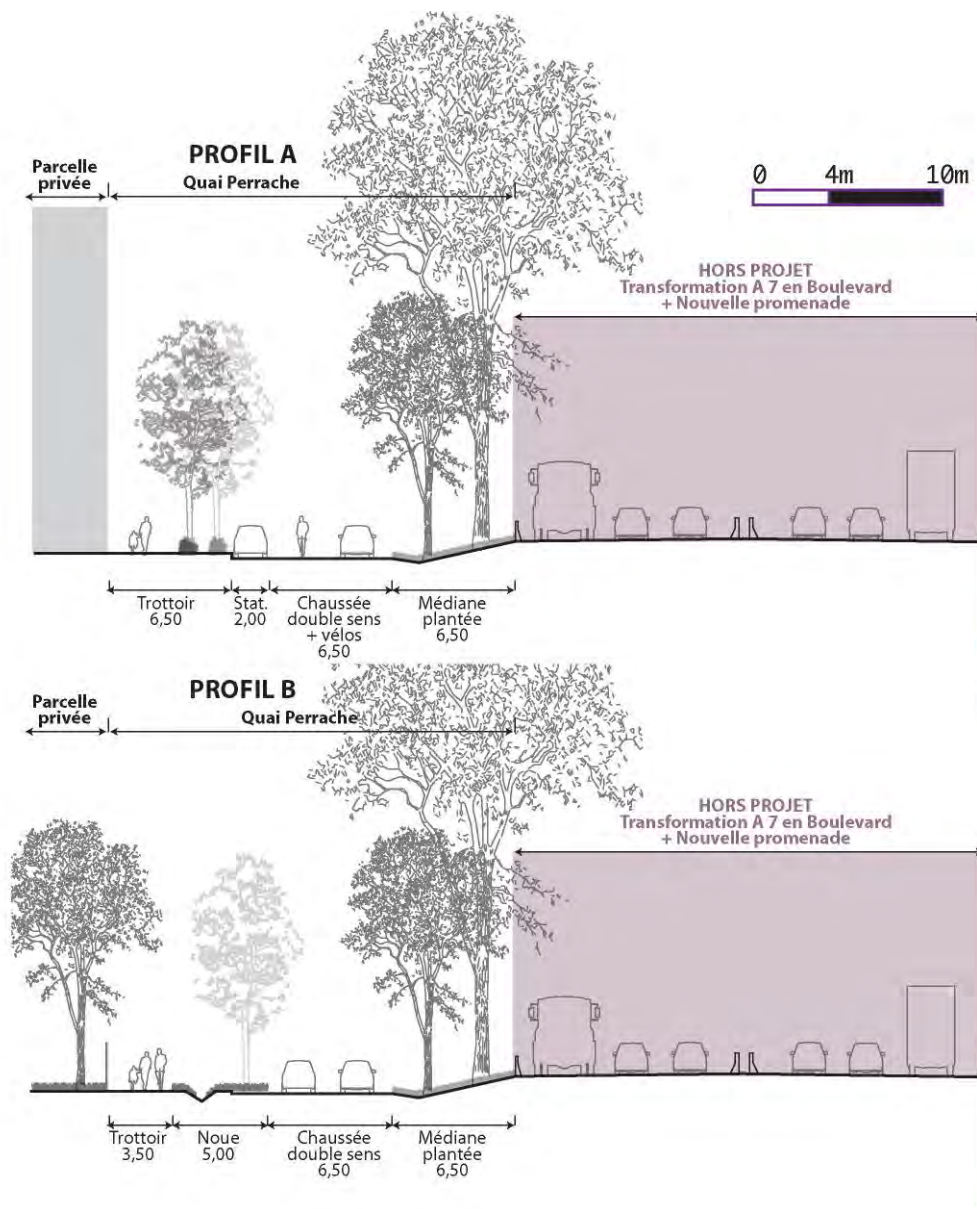 Parcelle
privée
PROFIL A
Quai Perrache
0 4m 10m
HORS PROJET
Transformation A 7 en Boulevard
+ Nouvelle promenade
Trottoir
6,50
Stat.
2,00
Chaussée
double sens
+ vélos
6,50
Médiane
plantée
6,50
Parcelle
privée
PROFIL B
Quai Perrache
HORS PROJET
Transformation A 7 en Boulevard
+ Nouvelle promenade
Trottoir
3,50
Noue
5,00
Chaussée
double sens
6,50
Médiane
plantée
6,50